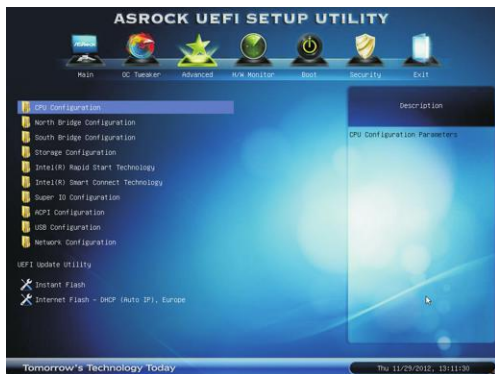 ASROCK UEFI SETUP UTILITY
ASRock
Main OC Tweaker Advanced H/W Monitor Boot Security Exit
CPU Configuration
North Bridge Configuration
South Bridge Configuration
Storage Configuration
Intel(R) Rapid Start Technology
Intel(R) Smart Connect Technology
Super IO Configuration
ACPI Configuration
USB Configuration
Network Configuration
UEFI Update Utility
Instant Flash
Internet Flash - DHCP (Auto IP), Europe
Description
CPU Configuration Parameters
Tomorrow's Technology Today
Thu 11/29/2012, 13:11:30